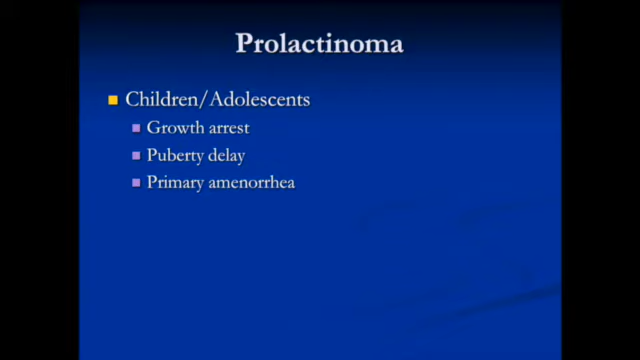 Prolactinoma
Children/Adolescents
Growth arrest
Puberty delay
Primary amenorrhea